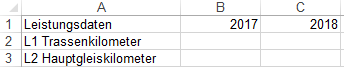 A B C
1 Leistungsdaten 2017 2018
2 L1 Trassenkilometer
3 L2 Hauptgleiskilometer